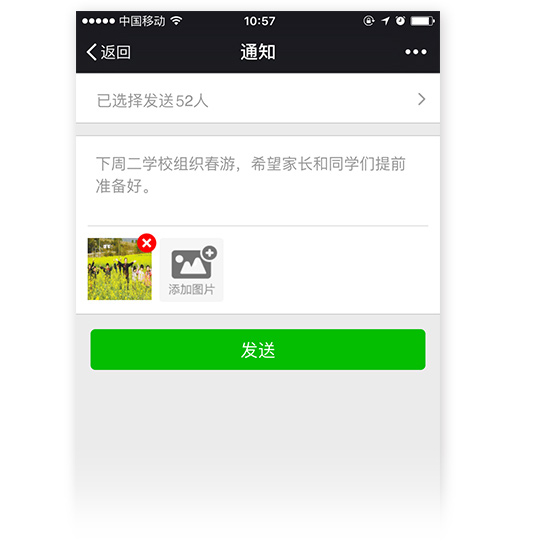 中国移动 10:57
返回 通知
已选择发送52人
下周二学校组织春游，希望家长和同学们提前
准备好。
添加图片
发送